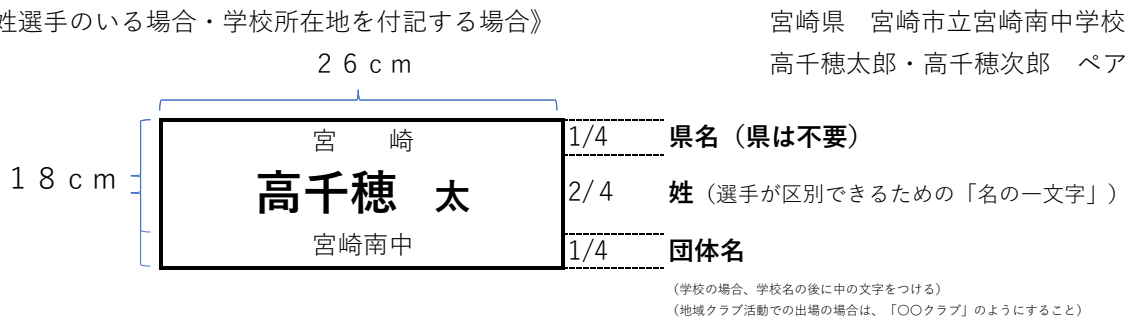 姓選手のいる場合・学校所在地を付記する場合》
宮崎県　宮崎市立宮崎南中学校
高千穂太郎・高千穂次郎　ペア
２６ｃｍ
１８ｃｍ
宮　　崎
1/4
県名（県は不要）
高千穂　太
2/4
姓（選手が区別できるための「名の一文字」）
宮崎南中
1/4
団体名
（学校の場合、学校名の後に中の文字をつける）
（地域クラブ活動での出場の場合は、「〇〇クラブ」のようにすること）